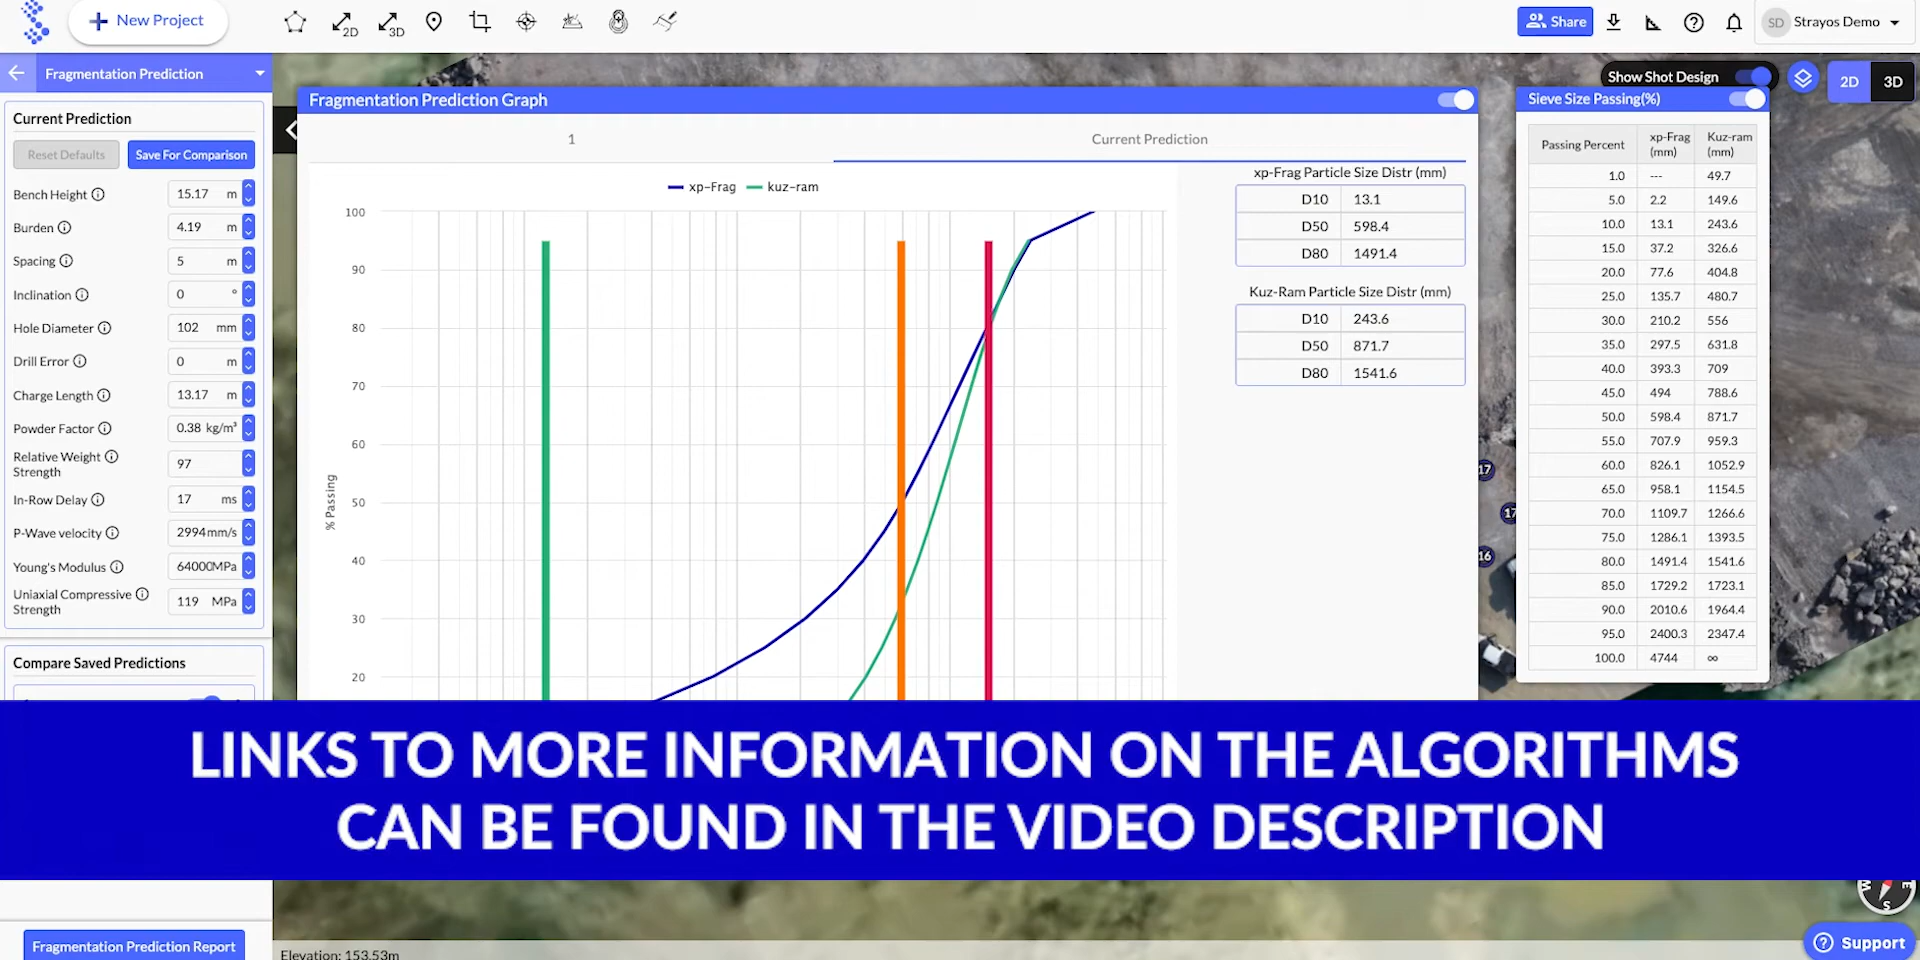 New Project
2D
3D
Share
SD
Strayos Demo
Fragmentation Prediction
Current Prediction
Reset Defaults
Save For Comparison
Bench Height 15.17 m
Burden 4.19 m
Spacing 5 m
Inclination 0 °
Hole Diameter 102 mm
Drill Error 0 m
Charge Length 13.17 m
Powder Factor 0.38 kg/m³
Relative Weight Strength 97
In-Row Delay 17 ms
P-Wave velocity 2994mm/s
Young's Modulus 64000MPa
Uniaxial Compressive Strength 119 MPa
Compare Saved Predictions
Fragmentation Prediction Graph
1
Current Prediction
xp-Frag
kuz-ram
% Passing
100
90
80
70
60
50
40
30
20
xp-Frag Particle Size Distr (mm)
D10 13.1
D50 598.4
D80 1491.4
Kuz-Ram Particle Size Distr (mm)
D10 243.6
D50 871.7
D80 1541.6
Show Shot Design
2D
3D
Sieve Size Passing(%)
Passing Percent xp-Frag (mm) Kuz-ram (mm)
1.0 --- 49.7
5.0 2.2 149.6
10.0 13.1 243.6
15.0 37.2 326.6
20.0 77.6 404.8
25.0 135.7 480.7
30.0 210.2 556
35.0 297.5 631.8
40.0 393.3 709
45.0 494 788.6
50.0 598.4 871.7
55.0 707.9 959.3
60.0 826.1 1052.9
65.0 958.1 1154.5
70.0 1109.7 1266.6
75.0 1286.1 1393.5
80.0 1491.4 1541.6
85.0 1729.2 1723.1
90.0 2010.6 1964.4
95.0 2400.3 2347.4
100.0 4744 ∞
17
17
16
LINKS TO MORE INFORMATION ON THE ALGORITHMS
CAN BE FOUND IN THE VIDEO DESCRIPTION
W
E
S
Fragmentation Prediction Report
Elevation: 153.53m
Support